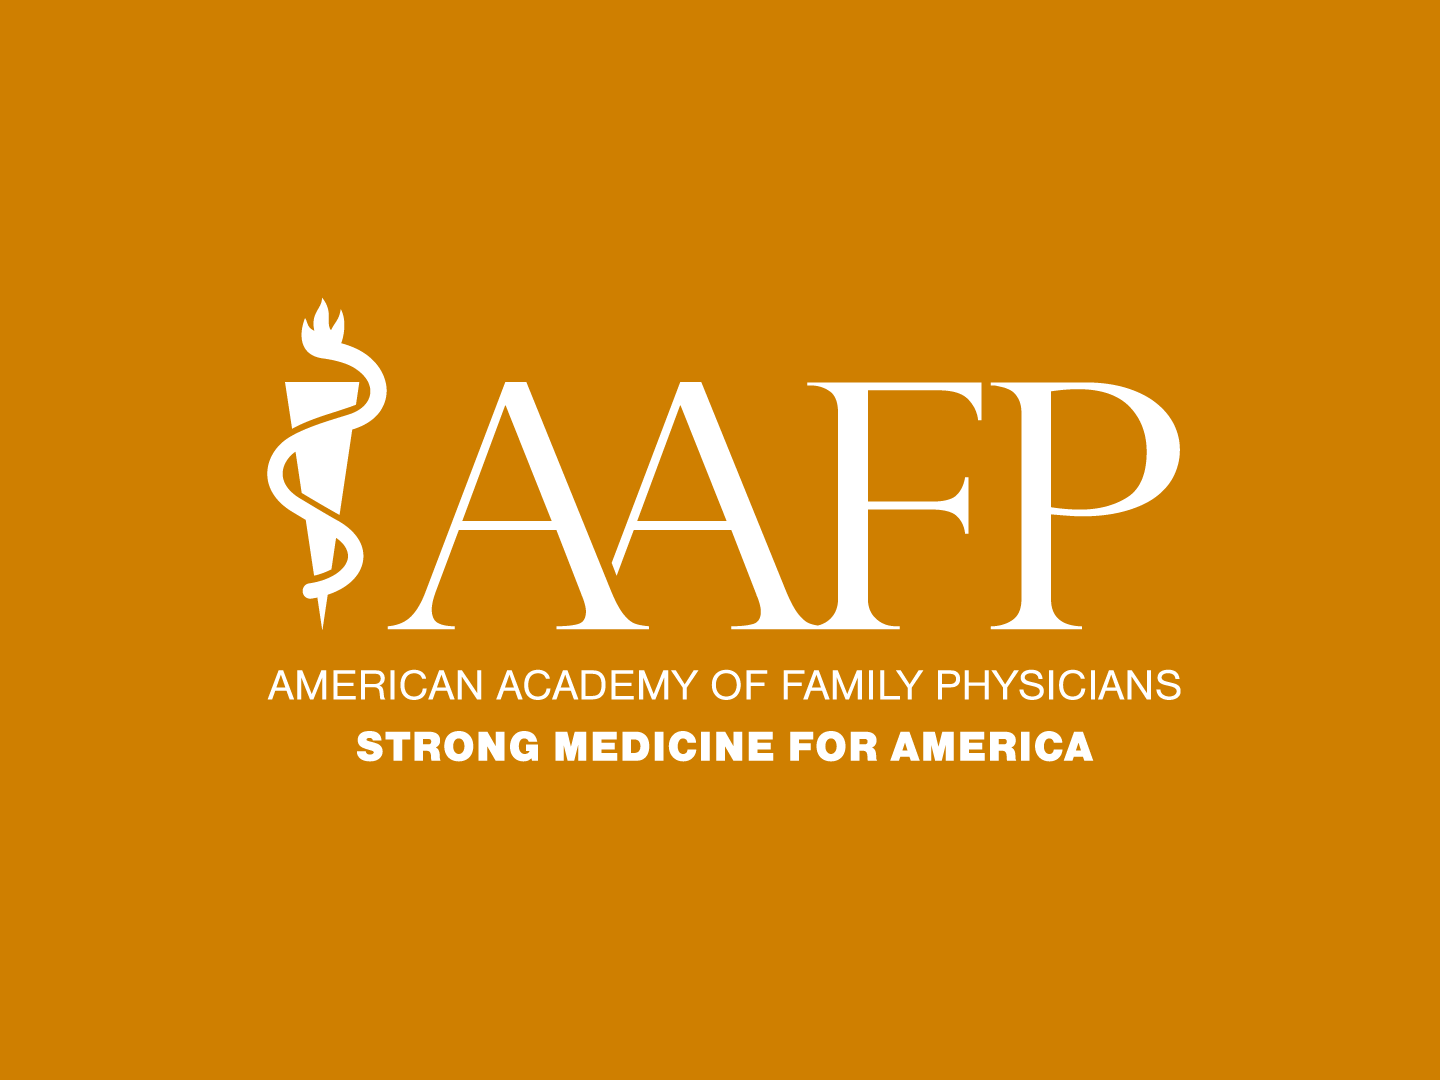 AAFP
AMERICAN ACADEMY OF FAMILY PHYSICIANS
STRONG MEDICINE FOR AMERICA